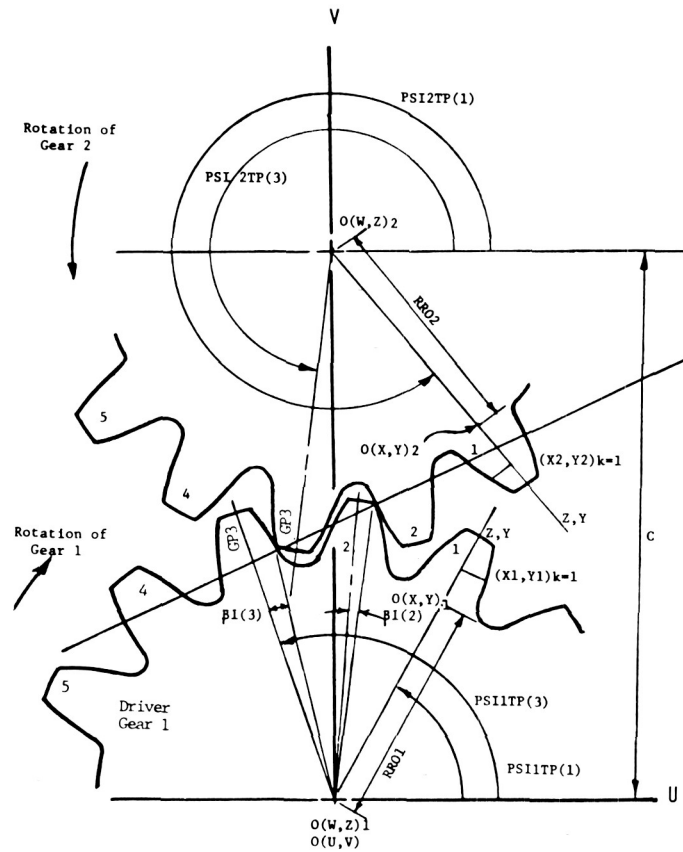 V
PSI2TP(1)
Rotation of
Gear 2
PSI 2TP(3)
O(W,Z)2
RRO2
5
O(X,Y)2
1
(X2,Y2)k=1
4
Z,Y
C
Rotation of
Gear 1
GP3
GP3
2
2
1
Z,Y
(X1,Y1)k=1
4
O(X,Y)1
β1(3)
β1(2)
5
Driver
Gear 1
PSI1TP(3)
RRO1
PSI1TP(1)
U
O(W,Z)1
O(U,V)